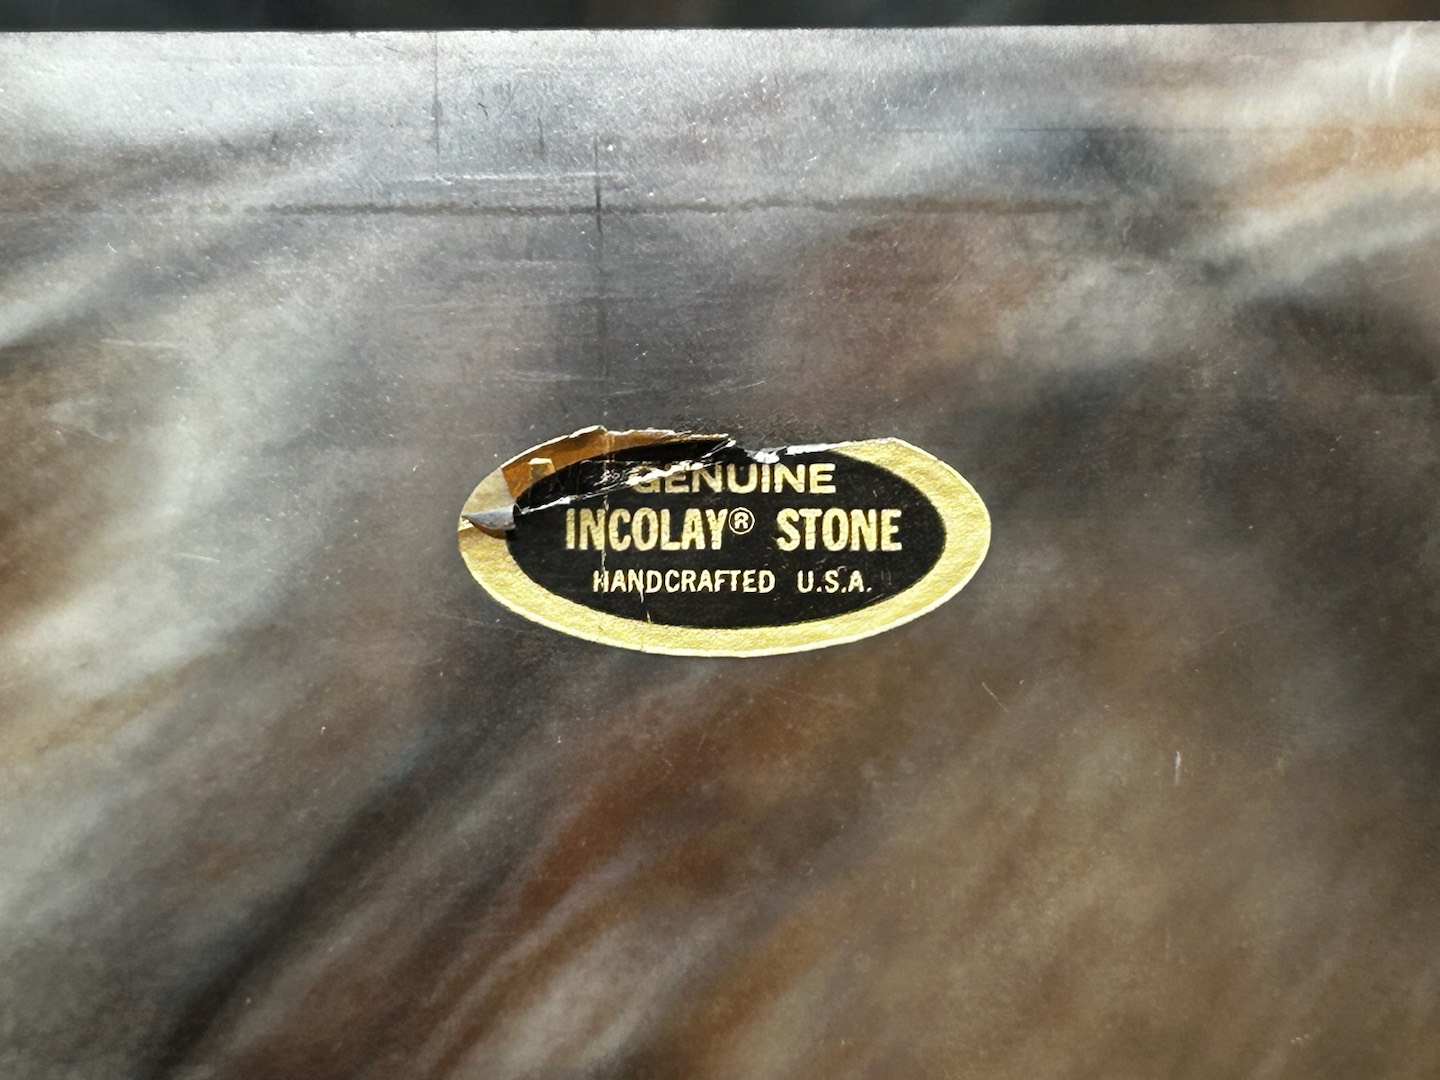 GENUINE
INCOLAY® STONE
HANDCRAFTED U.S.A.